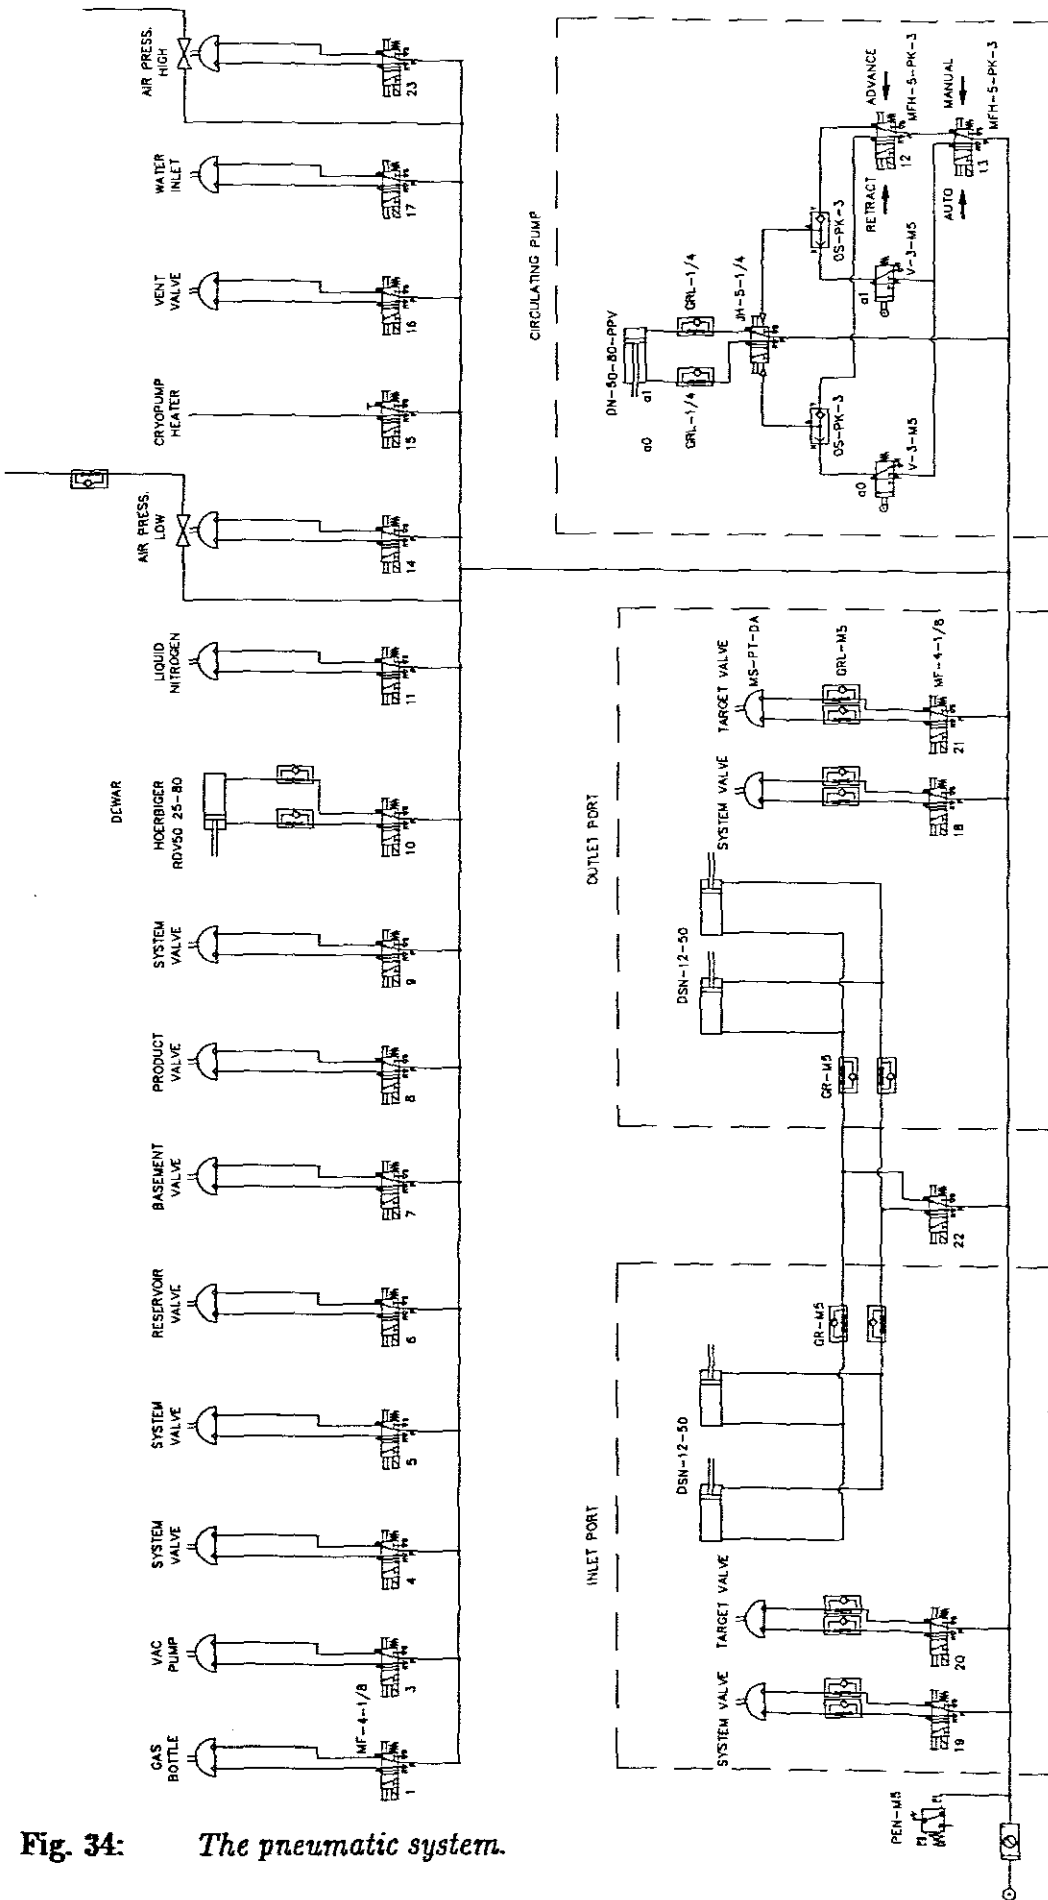 AIR PRESS.
HIGH
23
WATER
INLET
17
VENT
VALVE
16
CRYOPUMP
HEATER
15
AIR PRESS.
LOW
14
LIQUID
NITROGEN
11
DEWAR
HOERBIGER
RDV50 25-80
10
SYSTEM
VALVE
9
PRODUCT
VALVE
8
BASEMENT
VALVE
7
RESERVOIR
VALVE
6
SYSTEM
VALVE
5
SYSTEM
VALVE
4
VAC
PUMP
3
GAS
BOTTLE
MF-4-1/8
1
CIRCULATING PUMP
DN-50-80-PPV
a0
a1
GRL-1/4
GRL-1/4
JH-5-1/4
OS-PK-3
OS-PK-3
a0
V-3-M5
a1
V-3-M5
RETRACT
ADVANCE
12
MFH-5-PK-3
AUTO
MANUAL
13
MFH-5-PK-3
OUTLET PORT
TARGET VALVE
MS-PT-DA
GRL-M5
MF-4-1/8
21
SYSTEM VALVE
18
DSN-12-50
GR-M5
22
INLET PORT
GR-M5
DSN-12-50
TARGET VALVE
20
SYSTEM VALVE
19
PEN-M5
Fig. 34: The pneumatic system.